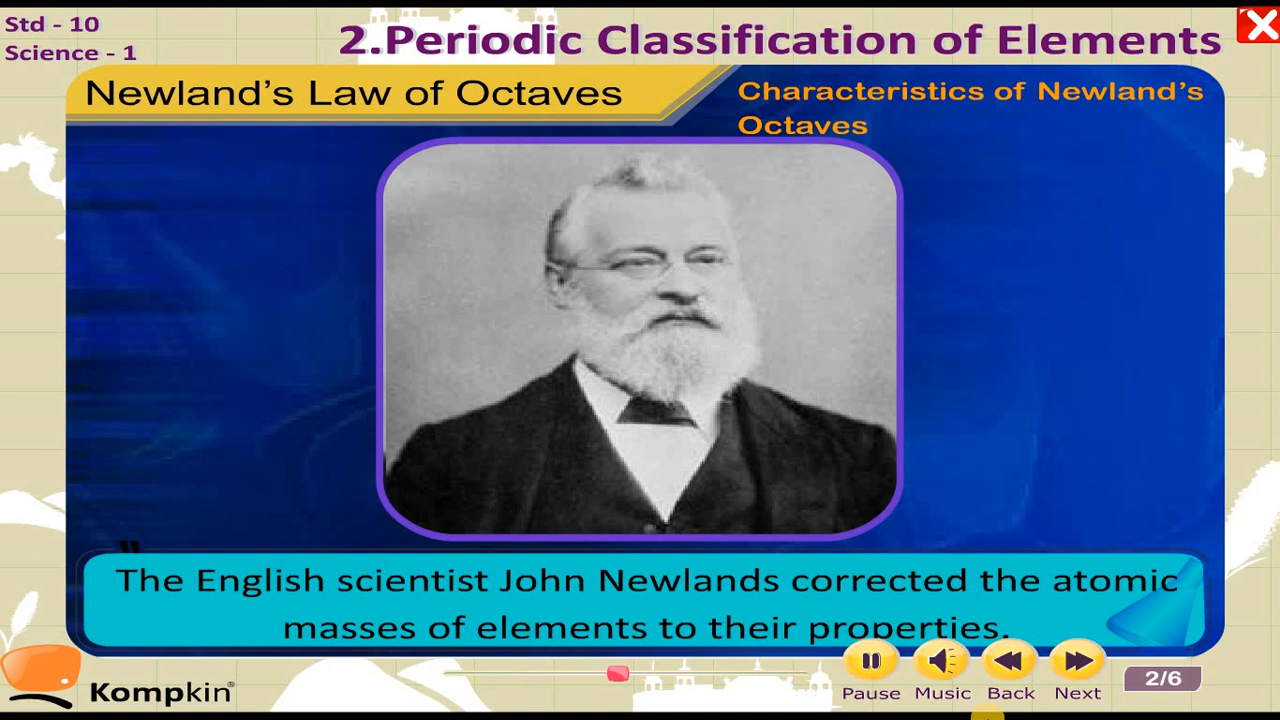 Std - 10
Science - 1
2.Periodic Classification of Elements
Newland's Law of Octaves
Characteristics of Newland's
Octaves
The English scientist John Newlands corrected the atomic
masses of elements to their properties.
Kompkin®
Pause Music Back Next
2/6